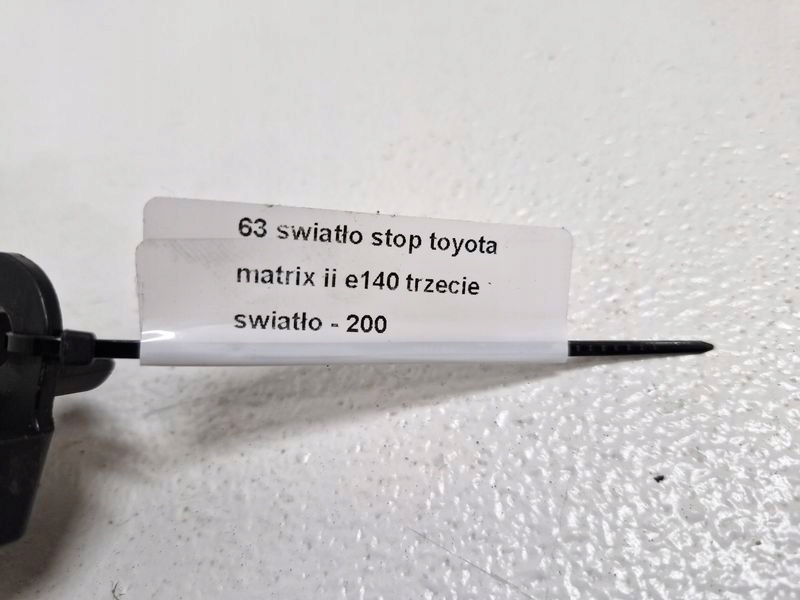 63 swiatło stop toyota
matrix ii e140 trzecie
swiatło - 200